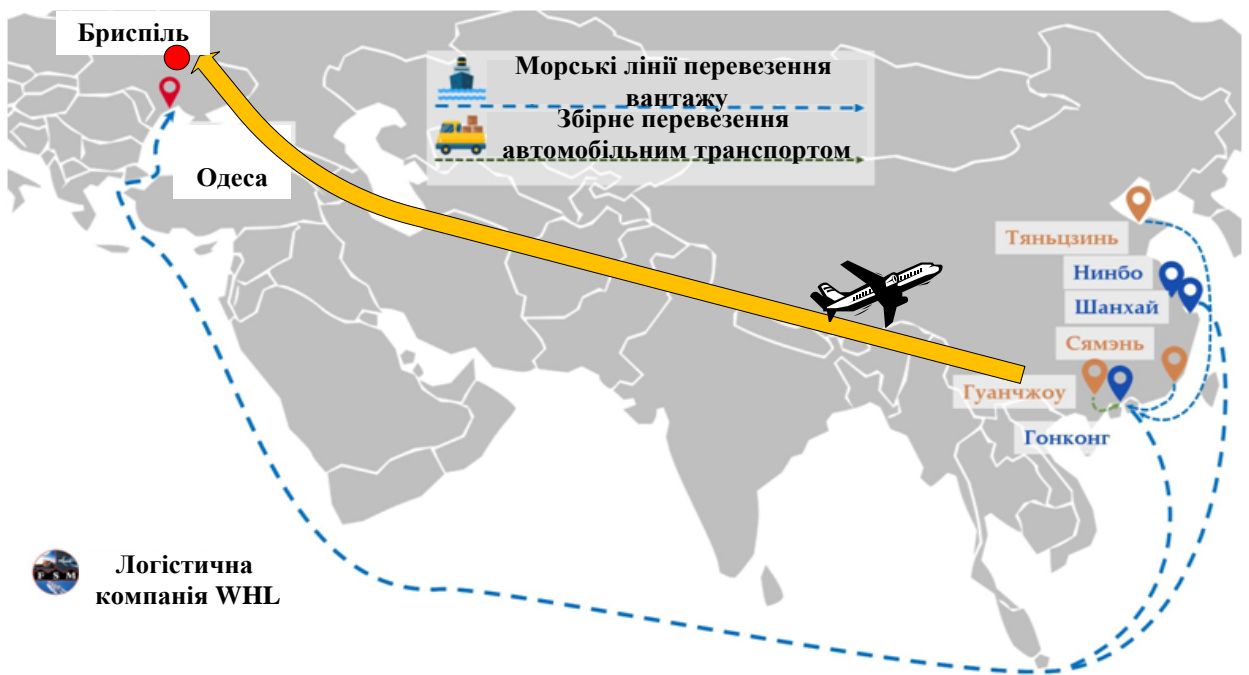 Бриспіль
Морські лінії перевезення
вантажу
Збірне перевезення
автомобільним транспортом
Одеса
Тяньцзинь
Нинбо
Шанхай
Сямэнь
Гуанчжоу
Гонконг
FSM
Логістична
компанія WHL